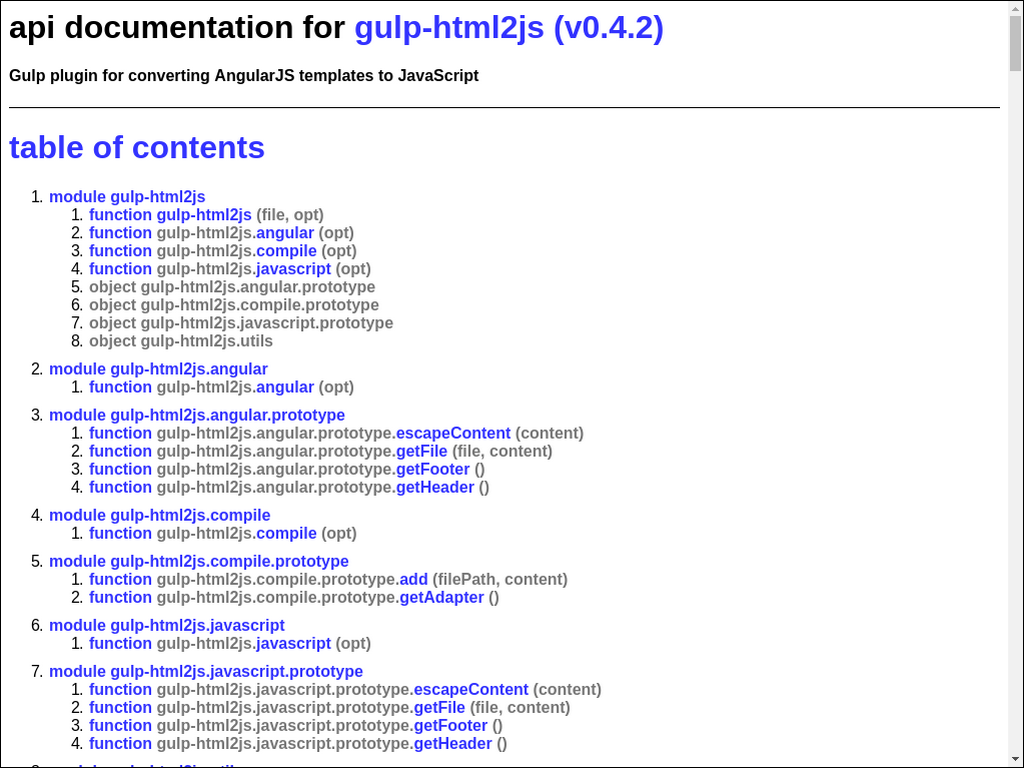 api documentation for gulp-html2js (v0.4.2)
Gulp plugin for converting AngularJS templates to JavaScript
table of contents
1. module gulp-html2js
1. function gulp-html2js (file, opt)
2. function gulp-html2js.angular (opt)
3. function gulp-html2js.compile (opt)
4. function gulp-html2js.javascript (opt)
5. object gulp-html2js.angular.prototype
6. object gulp-html2js.compile.prototype
7. object gulp-html2js.javascript.prototype
8. object gulp-html2js.utils
2. module gulp-html2js.angular
1. function gulp-html2js.angular (opt)
3. module gulp-html2js.angular.prototype
1. function gulp-html2js.angular.prototype.escapeContent (content)
2. function gulp-html2js.angular.prototype.getFile (file, content)
3. function gulp-html2js.angular.prototype.getFooter ()
4. function gulp-html2js.angular.prototype.getHeader ()
4. module gulp-html2js.compile
1. function gulp-html2js.compile (opt)
5. module gulp-html2js.compile.prototype
1. function gulp-html2js.compile.prototype.add (filePath, content)
2. function gulp-html2js.compile.prototype.getAdapter ()
6. module gulp-html2js.javascript
1. function gulp-html2js.javascript (opt)
7. module gulp-html2js.javascript.prototype
1. function gulp-html2js.javascript.prototype.escapeContent (content)
2. function gulp-html2js.javascript.prototype.getFile (file, content)
3. function gulp-html2js.javascript.prototype.getFooter ()
4. function gulp-html2js.javascript.prototype.getHeader ()